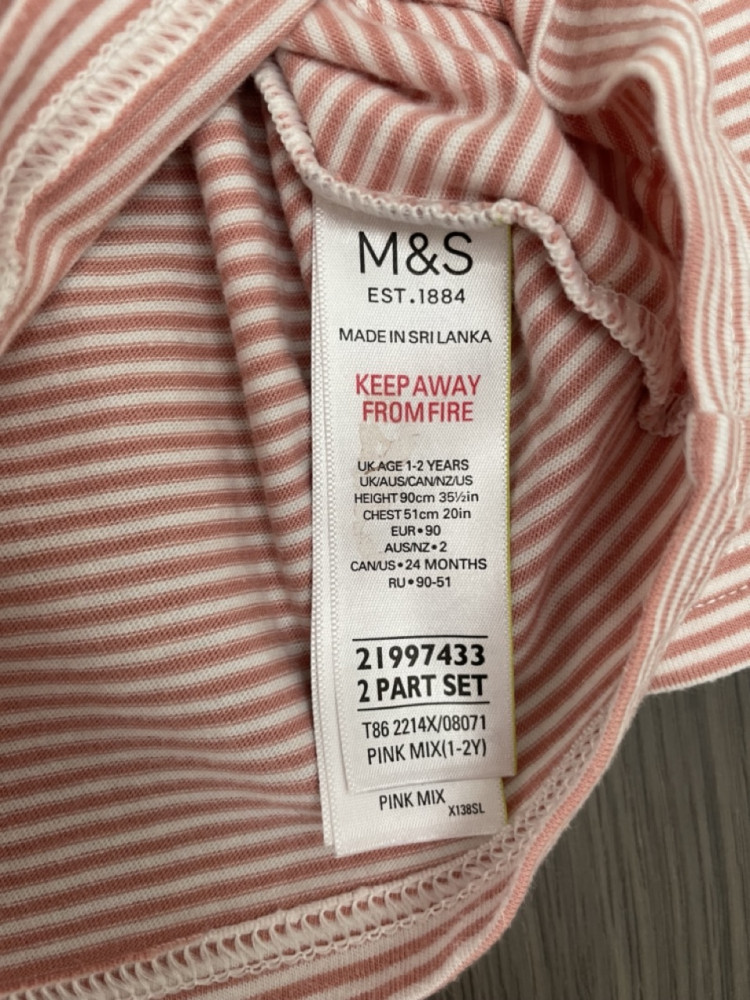 M&S
EST.1884
MADE IN SRI LANKA
KEEP AWAY
FROM FIRE
UK AGE 1-2 YEARS
UK/AUS/CAN/NZ/US
HEIGHT 90cm 35½in
CHEST 51cm 20in
EUR•90
AUS/NZ•2
CAN/US•24 MONTHS
RU•90-51
21997433
2 PART SET
T86 2214X/08071
PINK MIX(1-2Y)
PINK MIX X138SL